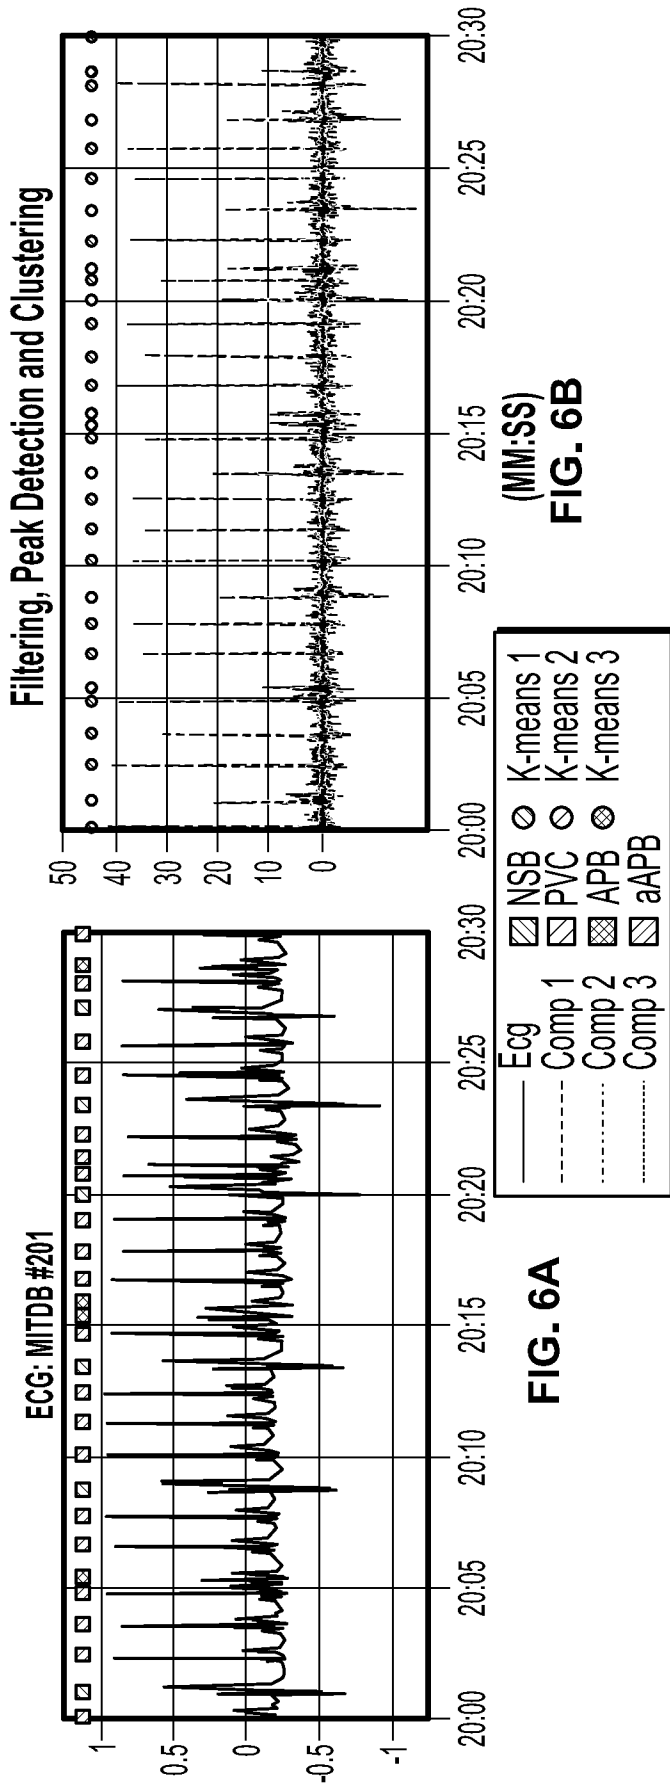 ECG: MITDB #201
1
0.5
0
-0.5
-1
20:00
20:05
20:10
20:15
20:20
20:25
20:30
FIG. 6A
Filtering, Peak Detection and Clustering
50
40
30
20
10
0
20:00
20:05
20:10
20:15
20:20
20:25
20:30
(MM:SS)
FIG. 6B
Ecg NSB K-means 1
Comp 1 PVC K-means 2
Comp 2 APB K-means 3
Comp 3 aAPB